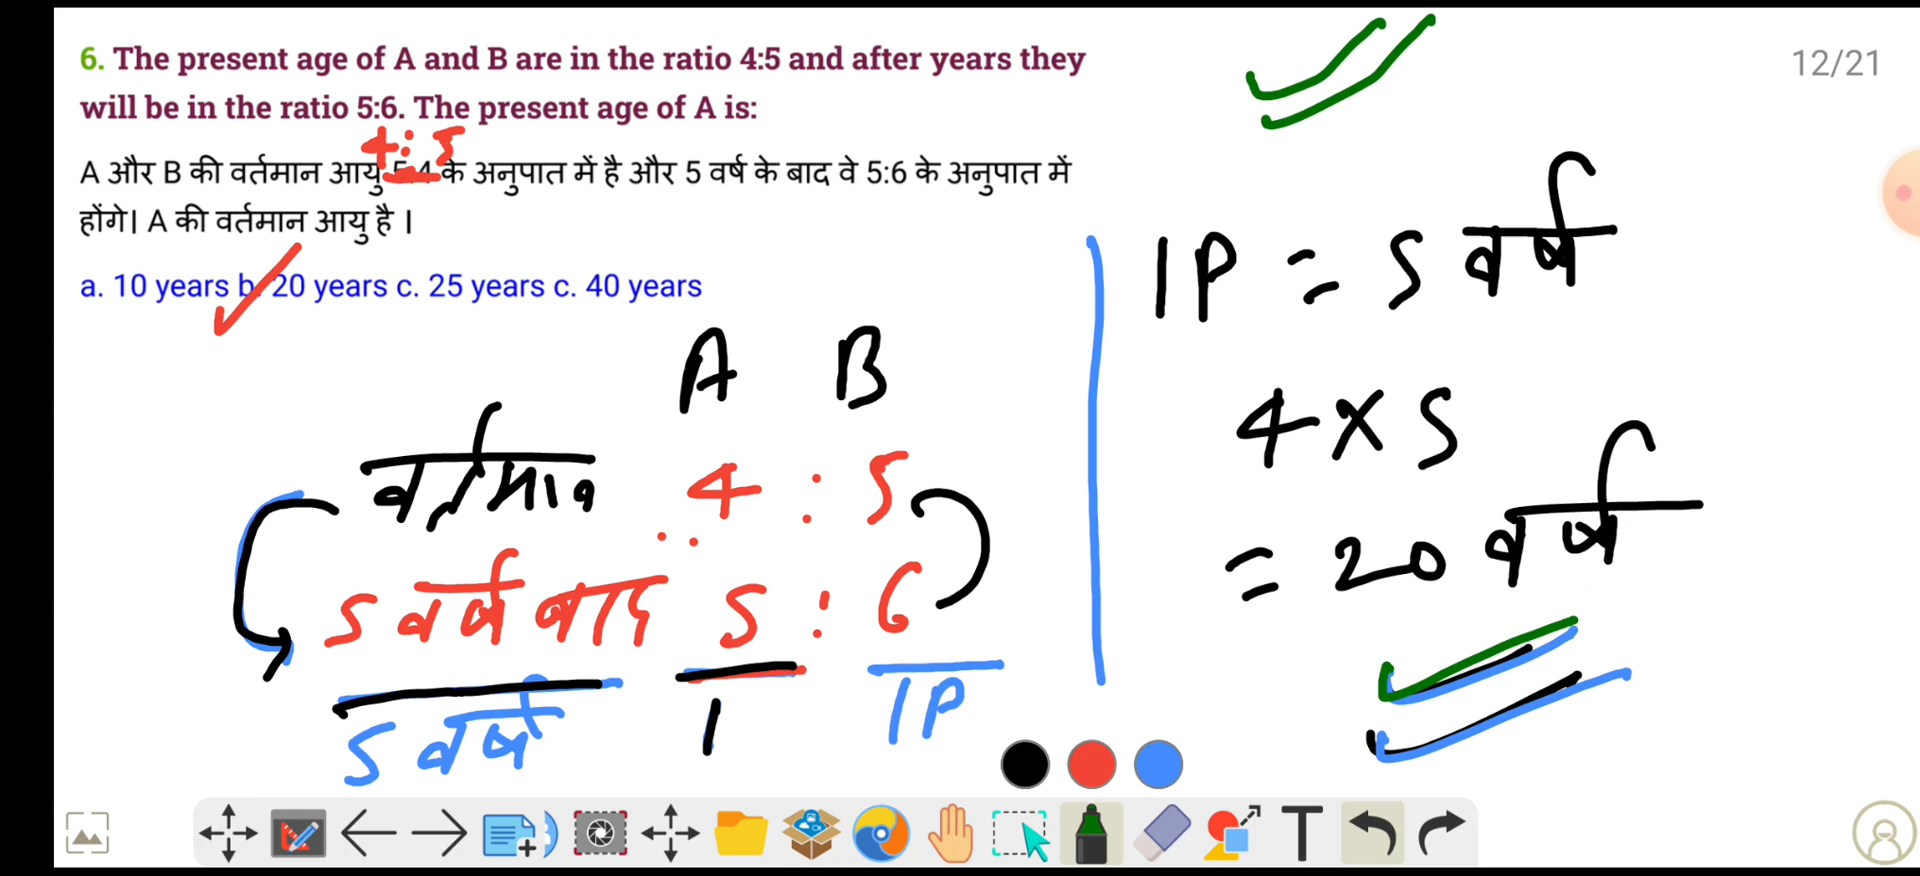 6. The present age of A and B are in the ratio 4:5 and after years they
12/21
will be in the ratio 5:6. The present age of A is:
4:5
A और B की वर्तमान आयु 5:4 के अनुपात में है और 5 वर्ष के बाद वे 5:6 के अनुपात में
होंगे| A की वर्तमान आयु है |
a. 10 years b. 20 years c. 25 years c. 40 years
A B
वर्तमान 4 : 5
5 वर्ष बाद 5 : 6
5 वर्ष 1 1P
1P = 5 वर्ष
4 x 5
= 20 वर्ष
T